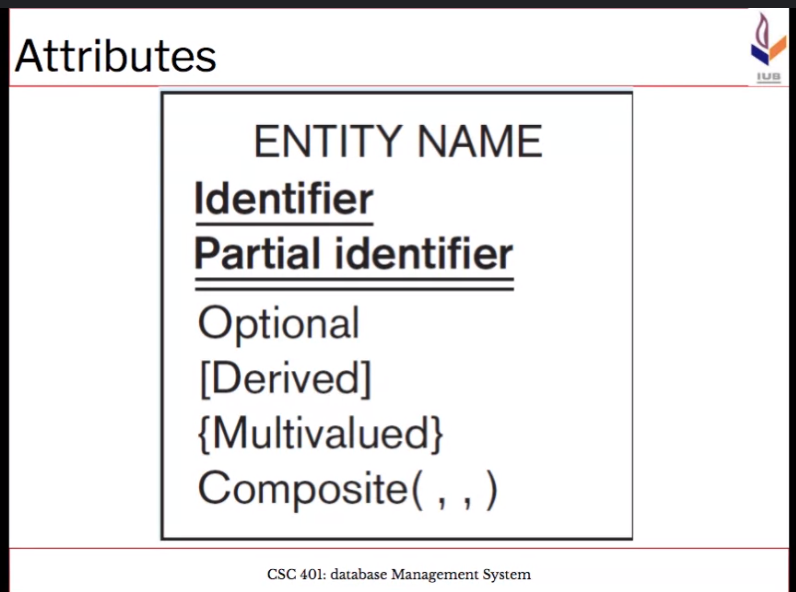 Attributes
IUB
ENTITY NAME
Identifier
Partial identifier
Optional
[Derived]
{Multivalued}
Composite( , , )
CSC 401: database Management System